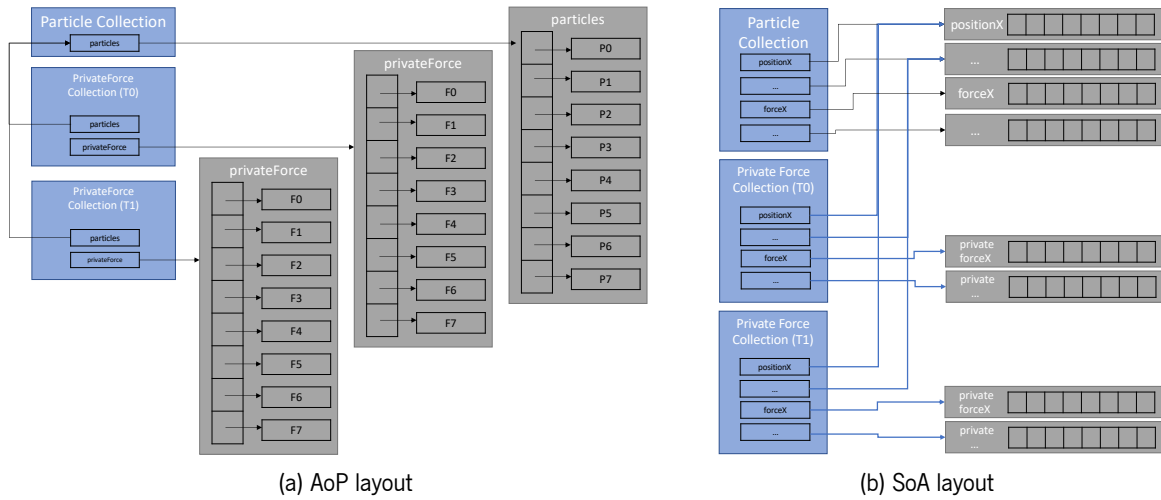 Particle Collection
particles
PrivateForce
Collection (T0)
particles
privateForce
PrivateForce
Collection (T1)
particles
privateForce
privateForce
F0
F1
F2
F3
F4
F5
F6
F7
privateForce
F0
F1
F2
F3
F4
F5
F6
F7
particles
P0
P1
P2
P3
P4
P5
P6
P7
(a) AoP layout
Particle
Collection
positionX
...
forceX
...
Private Force
Collection (T0)
positionX
...
forceX
...
Private Force
Collection (T1)
positionX
...
forceX
...
positionX
...
forceX
...
private
forceX
private
...
private
forceX
private
...
(b) SoA layout